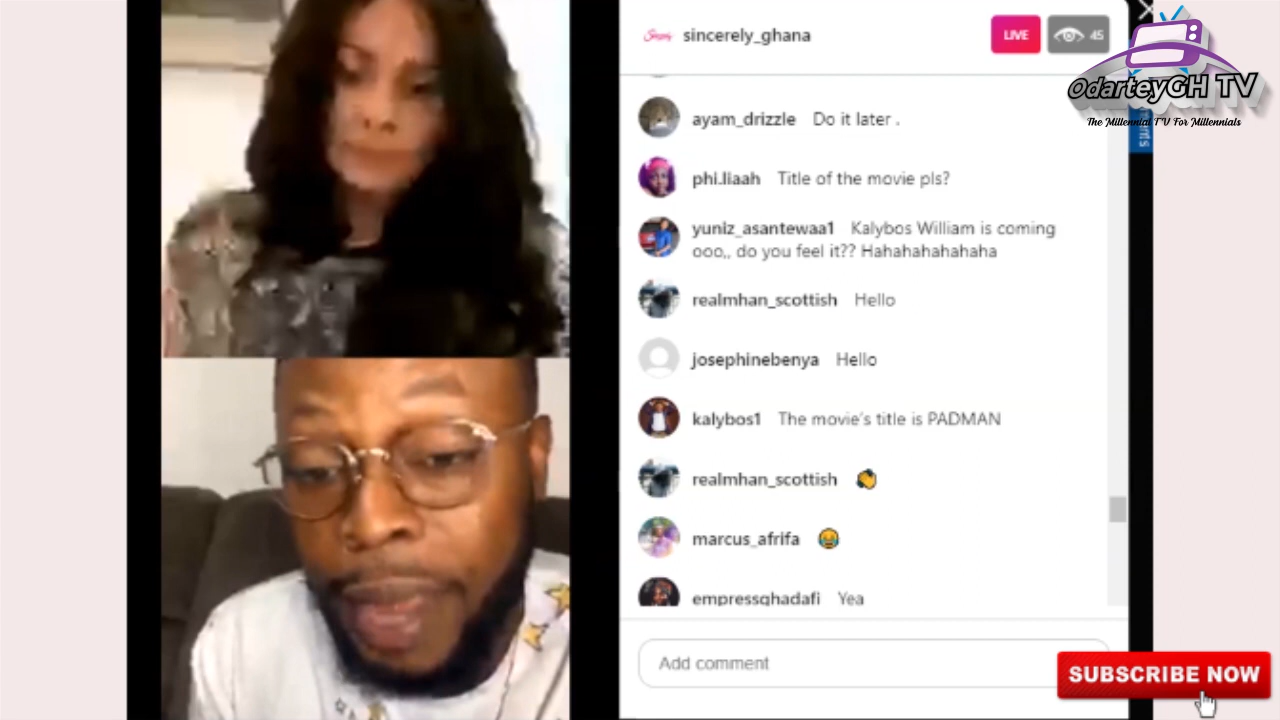 sincerely_ghana
LIVE
45
OdarteyGH TV
The Millennial TV For Millennials
ayam_drizzle Do it later .
phi.liaah Title of the movie pls?
yuniz_asantewaa1 Kalybos William is coming
ooo,, do you feel it?? Hahahahahahaha
realmhan_scottish Hello
josephinebenya Hello
kalybos1 The movie's title is PADMAN
realmhan_scottish
marcus_afrifa
empressghadafi Yea
Add comment
SUBSCRIBE NOW